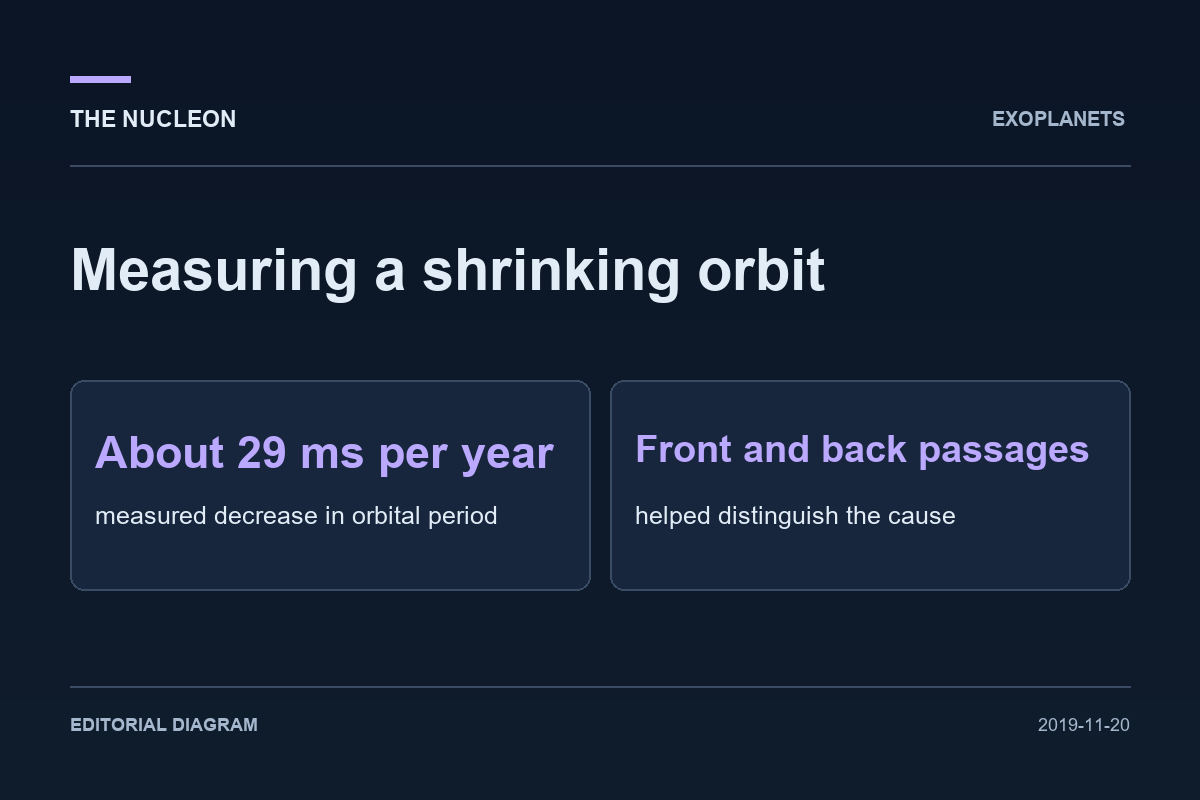 THE NUCLEON
EXOPLANETS
Measuring a shrinking orbit
About 29 ms per year
measured decrease in orbital period
Front and back passages
helped distinguish the cause
EDITORIAL DIAGRAM
2019-11-20